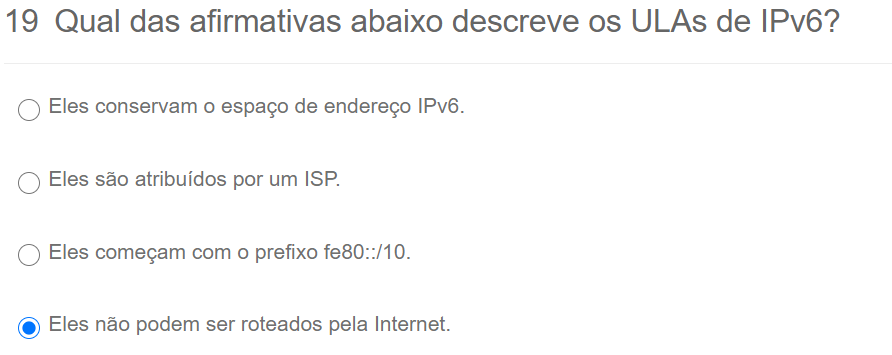 19 Qual das afirmativas abaixo descreve os ULAs de IPv6?
Eles conservam o espaço de endereço IPv6.
Eles são atribuídos por um ISP.
Eles começam com o prefixo fe80::/10.
Eles não podem ser roteados pela Internet.